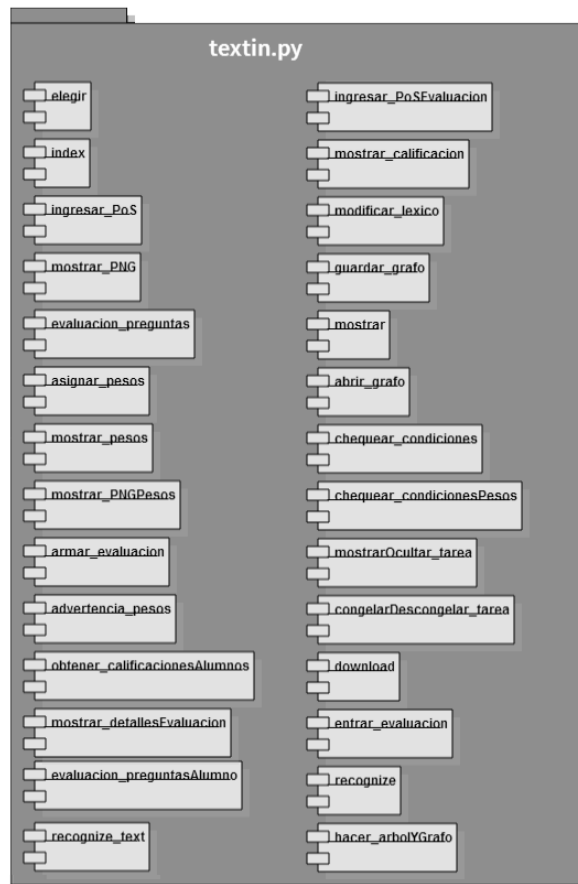 textin.py
elegir
index
ingresar_PoS
mostrar_PNG
evaluacion_preguntas
asignar_pesos
mostrar_pesos
mostrar_PNGPesos
armar_evaluacion
advertencia_pesos
obtener_calificacionesAlumnos
mostrar_detallesEvaluacion
evaluacion_preguntasAlumno
recognize_text
ingresar_PoSEvaluacion
mostrar_calificacion
modificar_lexico
guardar_grafo
mostrar
abrir_grafo
chequear_condiciones
chequear_condicionesPesos
mostrarOcultar_tarea
congelarDescongelar_tarea
download
entrar_evaluacion
recognize
hacer_arbolYGrafo